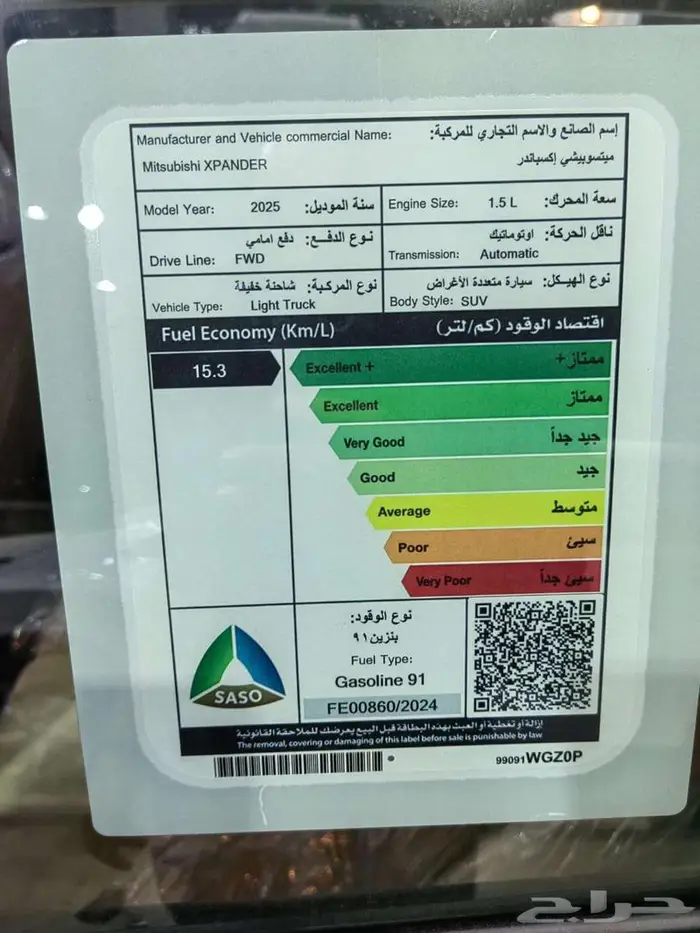 Manufacturer and Vehicle commercial Name: إسم الصانع والاسم التجاري للمركبة:
Mitsubishi XPANDER ميتسوبيشي إكسباندر
Model Year: 2025 سنة الموديل:
Engine Size: 1.5 L سعة المحرك:
نوع الدفع: دفع امامي
Drive Line: FWD
ناقل الحركة: اوتوماتيك
Transmission: Automatic
نوع المركبة: شاحنة خفيفة
Vehicle Type: Light Truck
نوع الهيكل: سيارة متعددة الأغراض
Body Style: SUV
Fuel Economy (Km/L) اقتصاد الوقود (كم/لتر)
15.3
Excellent + ممتاز+
Excellent ممتاز
Very Good جيد جداً
Good جيد
Average متوسط
Poor سيئ
Very Poor سيئ جداً
SASO
نوع الوقود:
بنزين ٩١
Fuel Type:
Gasoline 91
FE00860/2024
إزالة أو تغطية أو العبث بهذه البطاقة قبل البيع يعرضك للملاحقة القانونية
The removal, covering or damaging of this label before sale is punishable by law
99091WGZ0P
حراج